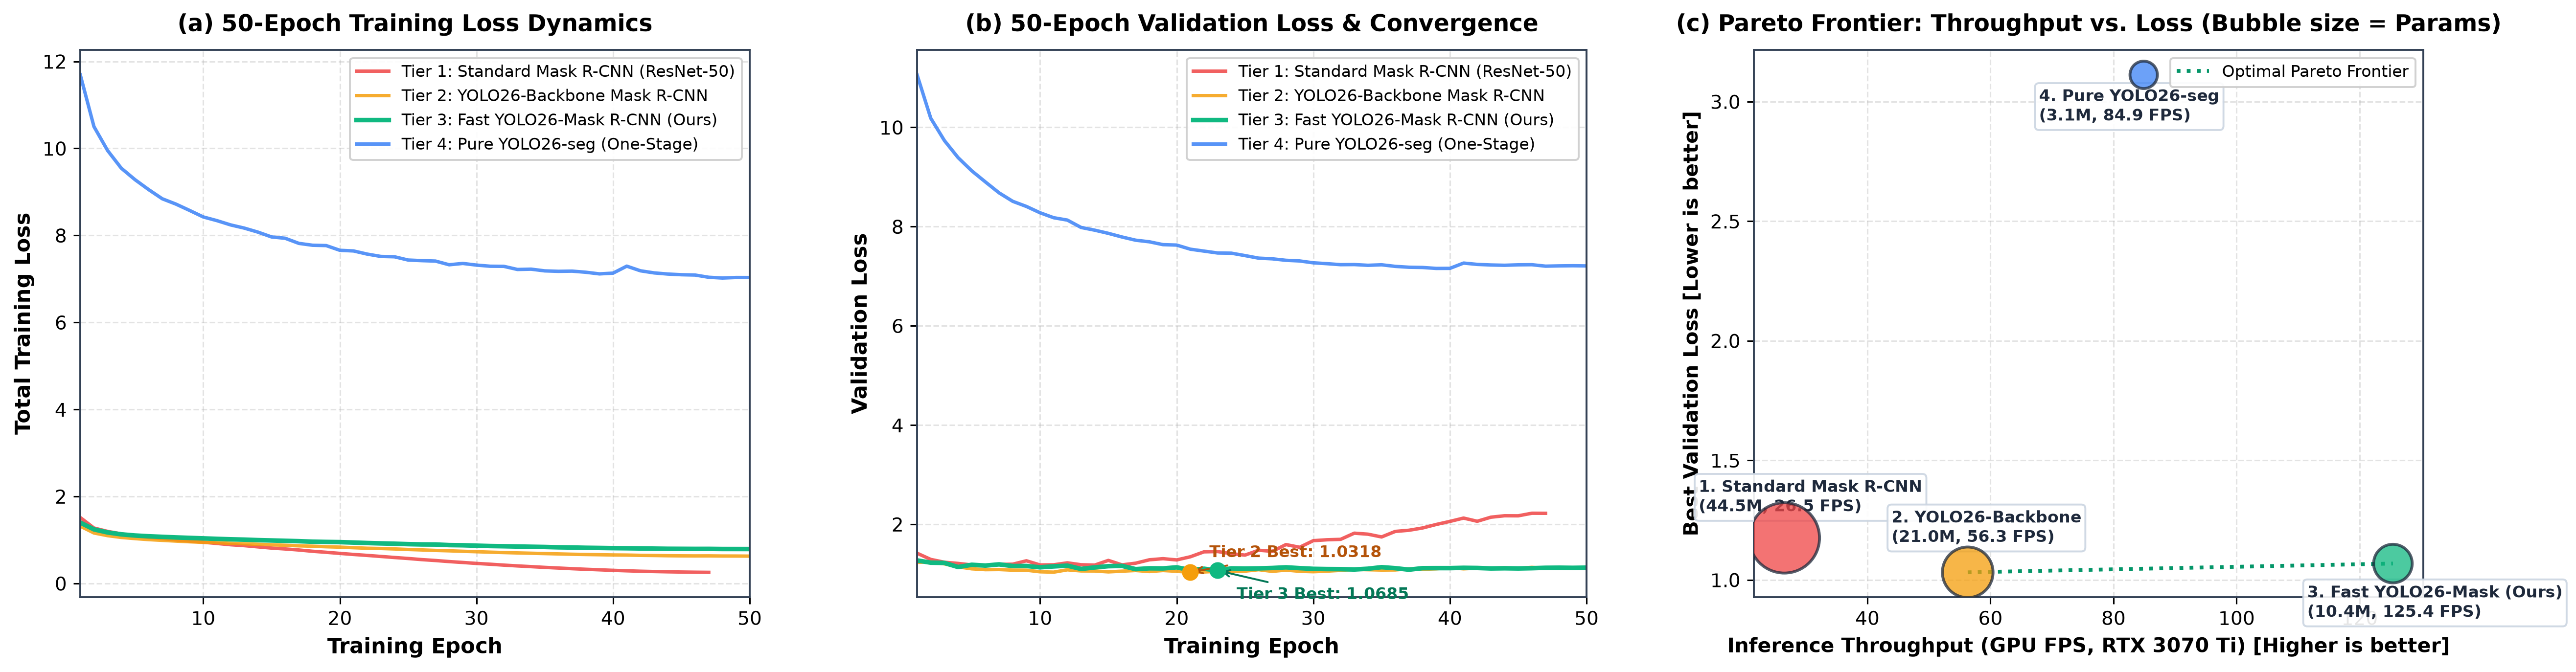 (a) 50-Epoch Training Loss Dynamics
Total Training Loss
12
10
8
6
4
2
0
Tier 1: Standard Mask R-CNN (ResNet-50)
Tier 2: YOLO26-Backbone Mask R-CNN
Tier 3: Fast YOLO26-Mask R-CNN (Ours)
Tier 4: Pure YOLO26-seg (One-Stage)
10 20 30 40 50
Training Epoch
(b) 50-Epoch Validation Loss & Convergence
Validation Loss
10
8
6
4
2
Tier 1: Standard Mask R-CNN (ResNet-50)
Tier 2: YOLO26-Backbone Mask R-CNN
Tier 3: Fast YOLO26-Mask R-CNN (Ours)
Tier 4: Pure YOLO26-seg (One-Stage)
Tier 2 Best: 1.0318
Tier 3 Best: 1.0685
10 20 30 40 50
Training Epoch
(c) Pareto Frontier: Throughput vs. Loss (Bubble size = Params)
Best Validation Loss [Lower is better]
3.0
2.5
2.0
1.5
1.0
Optimal Pareto Frontier
4. Pure YOLO26-seg
(3.1M, 84.9 FPS)
1. Standard Mask R-CNN
(44.5M, 26.5 FPS)
2. YOLO26-Backbone
(21.0M, 56.3 FPS)
3. Fast YOLO26-Mask (Ours)
(10.4M, 125.4 FPS)
40 60 80 100 120
Inference Throughput (GPU FPS, RTX 3070 Ti) [Higher is better]